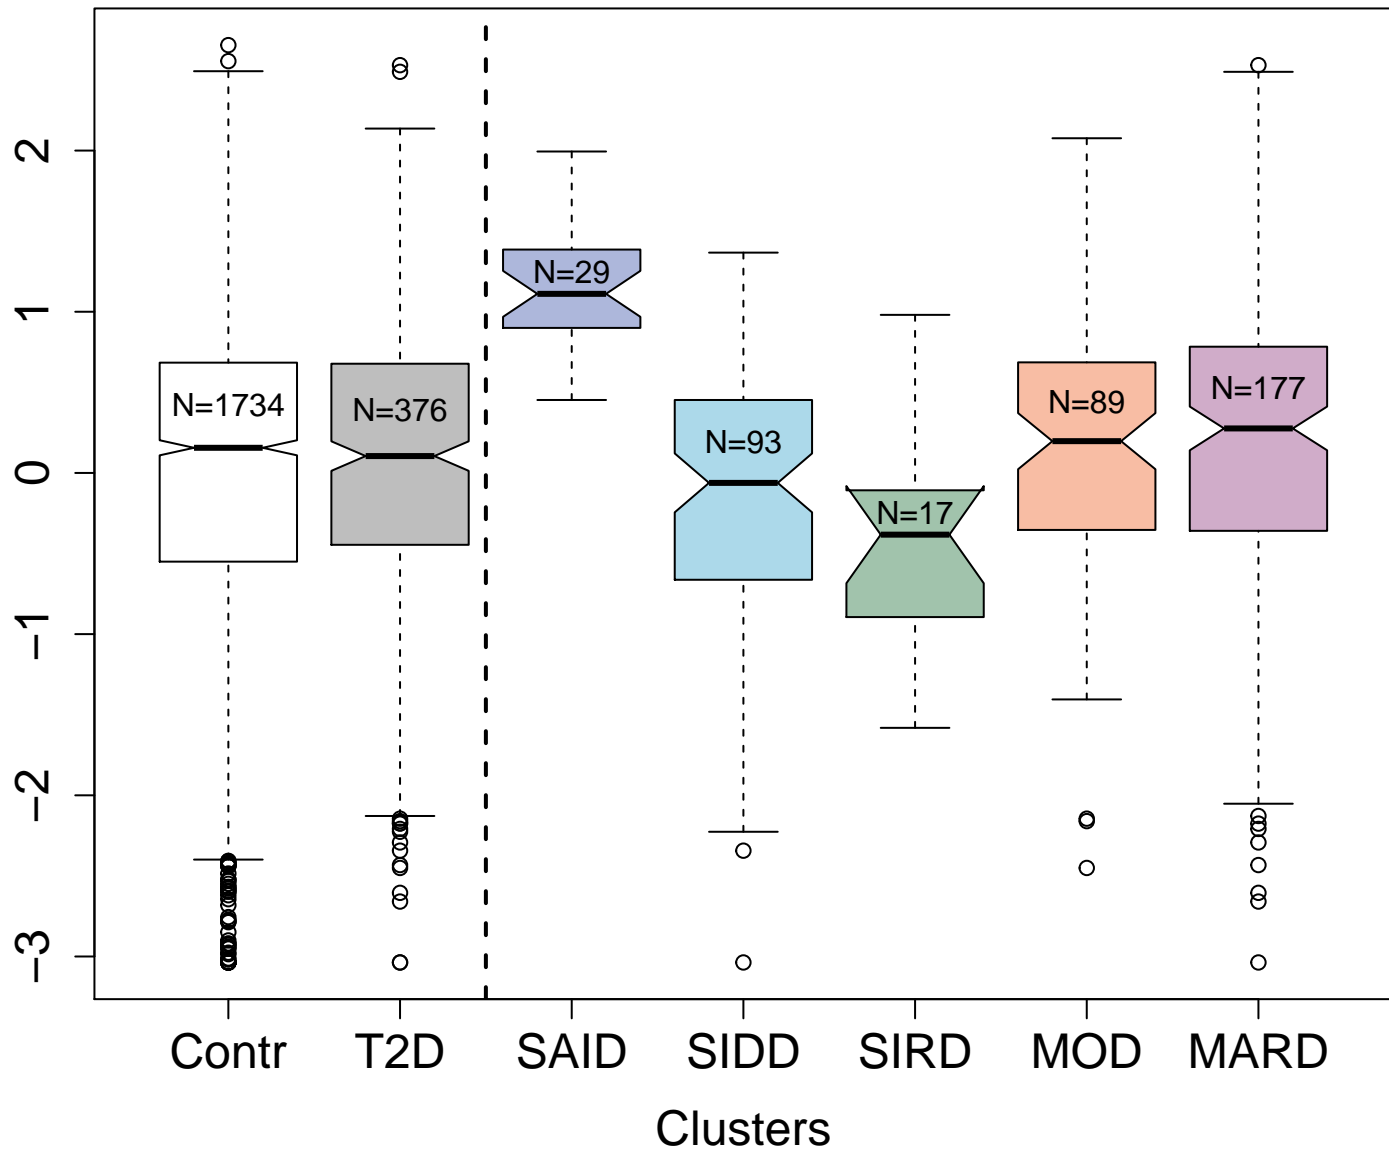 2
1
0
−1
−2
−3
N=1734
N=376
N=29
N=93
N=17
N=89
N=177
Contr T2D SAID SIDD SIRD MOD MARD
Clusters